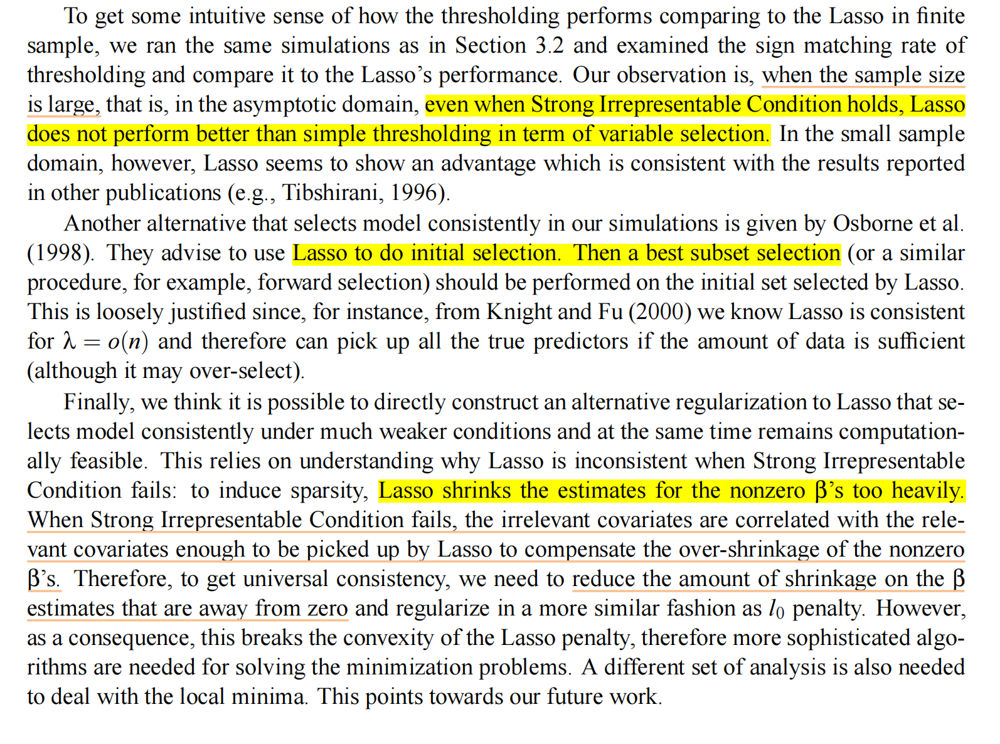 To get some intuitive sense of how the thresholding performs comparing to the Lasso in finite
sample, we ran the same simulations as in Section 3.2 and examined the sign matching rate of
thresholding and compare it to the Lasso’s performance. Our observation is, when the sample size
is large, that is, in the asymptotic domain, even when Strong Irrepresentable Condition holds, Lasso
does not perform better than simple thresholding in term of variable selection. In the small sample
domain, however, Lasso seems to show an advantage which is consistent with the results reported
in other publications (e.g., Tibshirani, 1996).
Another alternative that selects model consistently in our simulations is given by Osborne et al.
(1998). They advise to use Lasso to do initial selection. Then a best subset selection (or a similar
procedure, for example, forward selection) should be performed on the initial set selected by Lasso.
This is loosely justified since, for instance, from Knight and Fu (2000) we know Lasso is consistent
for λ = o(n) and therefore can pick up all the true predictors if the amount of data is sufficient
(although it may over-select).
Finally, we think it is possible to directly construct an alternative regularization to Lasso that se-
lects model consistently under much weaker conditions and at the same time remains computation-
ally feasible. This relies on understanding why Lasso is inconsistent when Strong Irrepresentable
Condition fails: to induce sparsity, Lasso shrinks the estimates for the nonzero β’s too heavily.
When Strong Irrepresentable Condition fails, the irrelevant covariates are correlated with the rele-
vant covariates enough to be picked up by Lasso to compensate the over-shrinkage of the nonzero
β’s. Therefore, to get universal consistency, we need to reduce the amount of shrinkage on the β
estimates that are away from zero and regularize in a more similar fashion as l₀ penalty. However,
as a consequence, this breaks the convexity of the Lasso penalty, therefore more sophisticated algo-
rithms are needed for solving the minimization problems. A different set of analysis is also needed
to deal with the local minima. This points towards our future work.